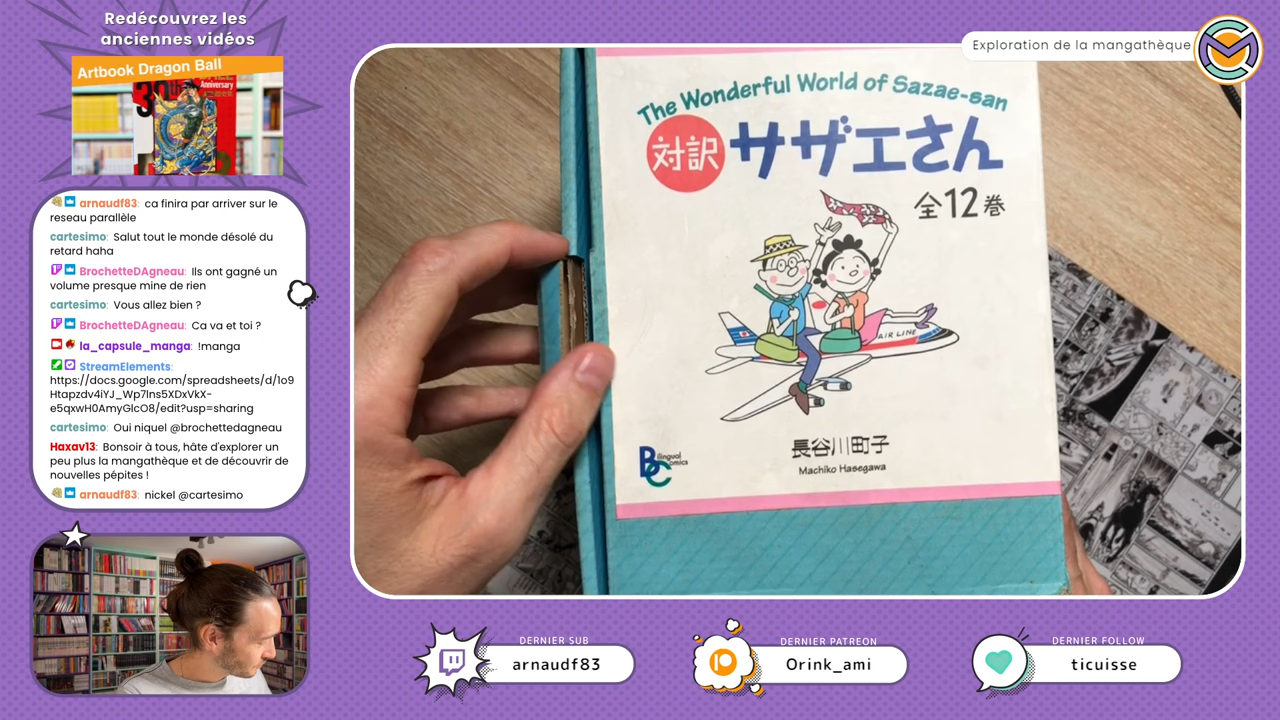 Redécouvrez les
anciennes vidéos
Artbook Dragon Ball
30th
Anniversary
arnaudf83: ca finira par arriver sur le
reseau parallèle
cartesimo: Salut tout le monde désolé du
retard haha
BrochetteDAgneau: Ils ont gagné un
volume presque mine de rien
cartesimo: Vous allez bien ?
BrochetteDAgneau: Ca va et toi ?
la_capsule_manga: !manga
StreamElements:
https://docs.google.com/spreadsheets/d/1o9
Htapzdv4iYJ_Wp7lns5XDxVkX-
e5qxwH0AmyGlcO8/edit?usp=sharing
cartesimo: Oui niquel @brochettedagneau
Haxav13: Bonsoir à tous, hâte d'explorer un
peu plus la mangathèque et de découvrir de
nouvelles pépites !
arnaudf83: nickel @cartesimo
Exploration de la mangathèque
The Wonderful World of Sazae-san
対訳 サザエさん
全12巻
AIR LINE
長谷川町子
Machiko Hasegawa
Bilingual
Comics
DERNIER SUB
arnaudf83
DERNIER PATREON
Orink_ami
DERNIER FOLLOW
ticuisse